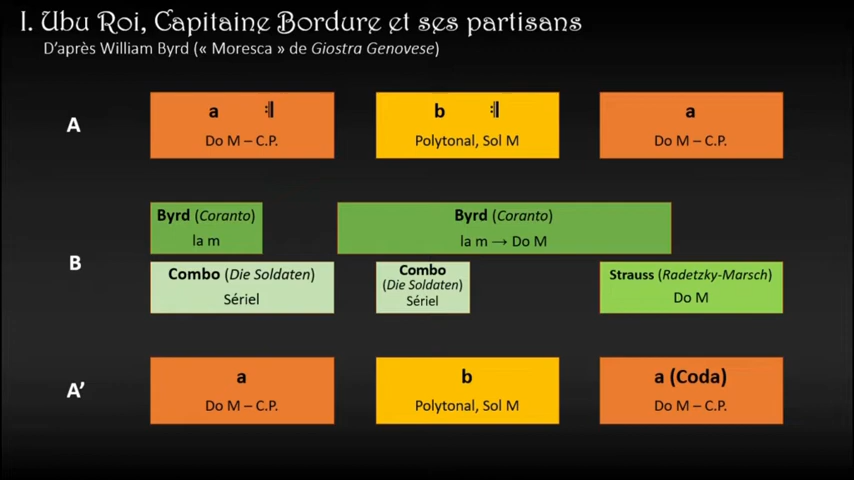 I. Ubu Roi, Capitaine Bordure et ses partisans
D'après William Byrd (« Moresca » de Giostra Genovese)
A
a
b
a
Do M – C.P.
Polytonal, Sol M
Do M – C.P.
B
Byrd (Coranto)
la m
Byrd (Coranto)
la m → Do M
Combo (Die Soldaten)
Sériel
Combo
(Die Soldaten)
Sériel
Strauss (Radetzky-Marsch)
Do M
A'
a
b
a (Coda)
Do M – C.P.
Polytonal, Sol M
Do M – C.P.